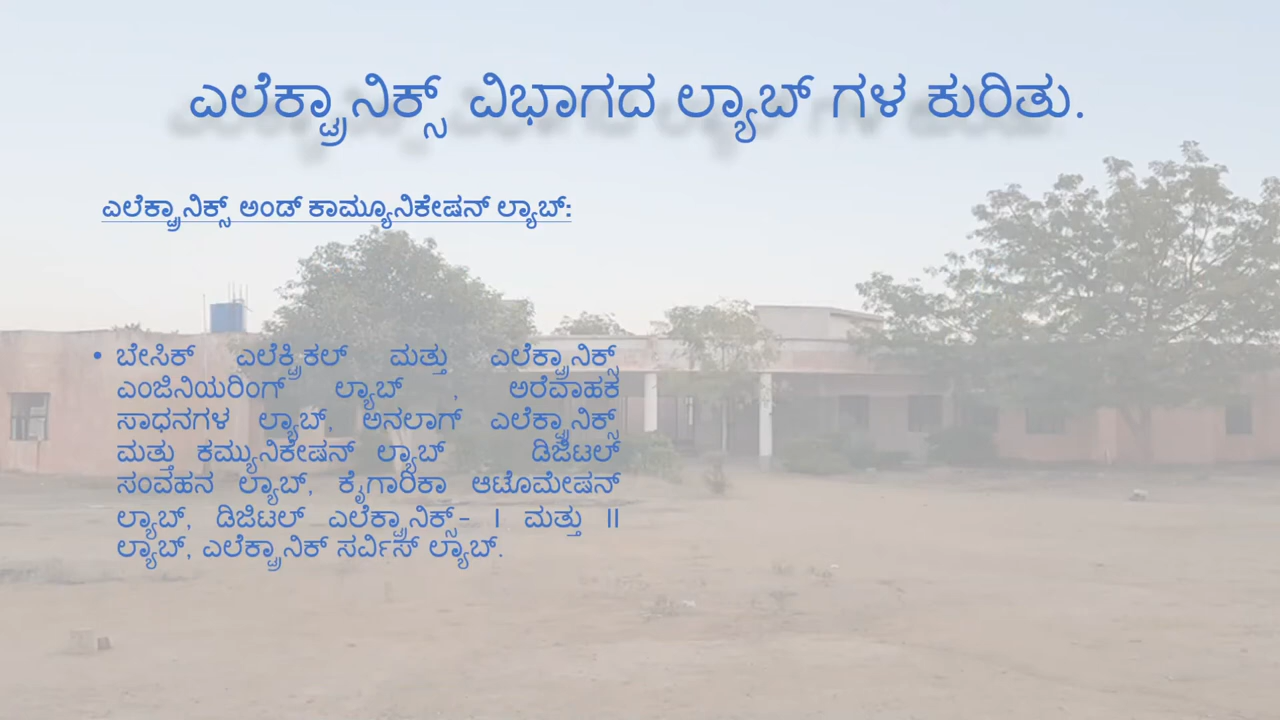 ಎಲೆಕ್ಟ್ರಾನಿಕ್ಸ್ ವಿಭಾಗದ ಲ್ಯಾಬ್ ಗಳ ಕುರಿತು.
ಎಲೆಕ್ಟ್ರಾನಿಕ್ಸ್ ಅಂಡ್ ಕಾಮ್ಯೂನಿಕೇಷನ್ ಲ್ಯಾಬ್:
• ಬೇಸಿಕ್ ಎಲೆಕ್ಟ್ರಿಕಲ್ ಮತ್ತು ಎಲೆಕ್ಟ್ರಾನಿಕ್ಸ್
ಎಂಜಿನಿಯರಿಂಗ್ ಲ್ಯಾಬ್ , ಅರೆವಾಹಕ
ಸಾಧನಗಳ ಲ್ಯಾಬ್, ಅನಲಾಗ್ ಎಲೆಕ್ಟ್ರಾನಿಕ್ಸ್
ಮತ್ತು ಕಮ್ಯುನಿಕೇಷನ್ ಲ್ಯಾಬ್ ಡಿಜಿಟಲ್
ಸಂವಹನ ಲ್ಯಾಬ್, ಕೈಗಾರಿಕಾ ಆಟೊಮೇಷನ್
ಲ್ಯಾಬ್, ಡಿಜಿಟಲ್ ಎಲೆಕ್ಟ್ರಾನಿಕ್ಸ್- I ಮತ್ತು II
ಲ್ಯಾಬ್, ಎಲೆಕ್ಟ್ರಾನಿಕ್ ಸರ್ವಿಸ್ ಲ್ಯಾಬ್.